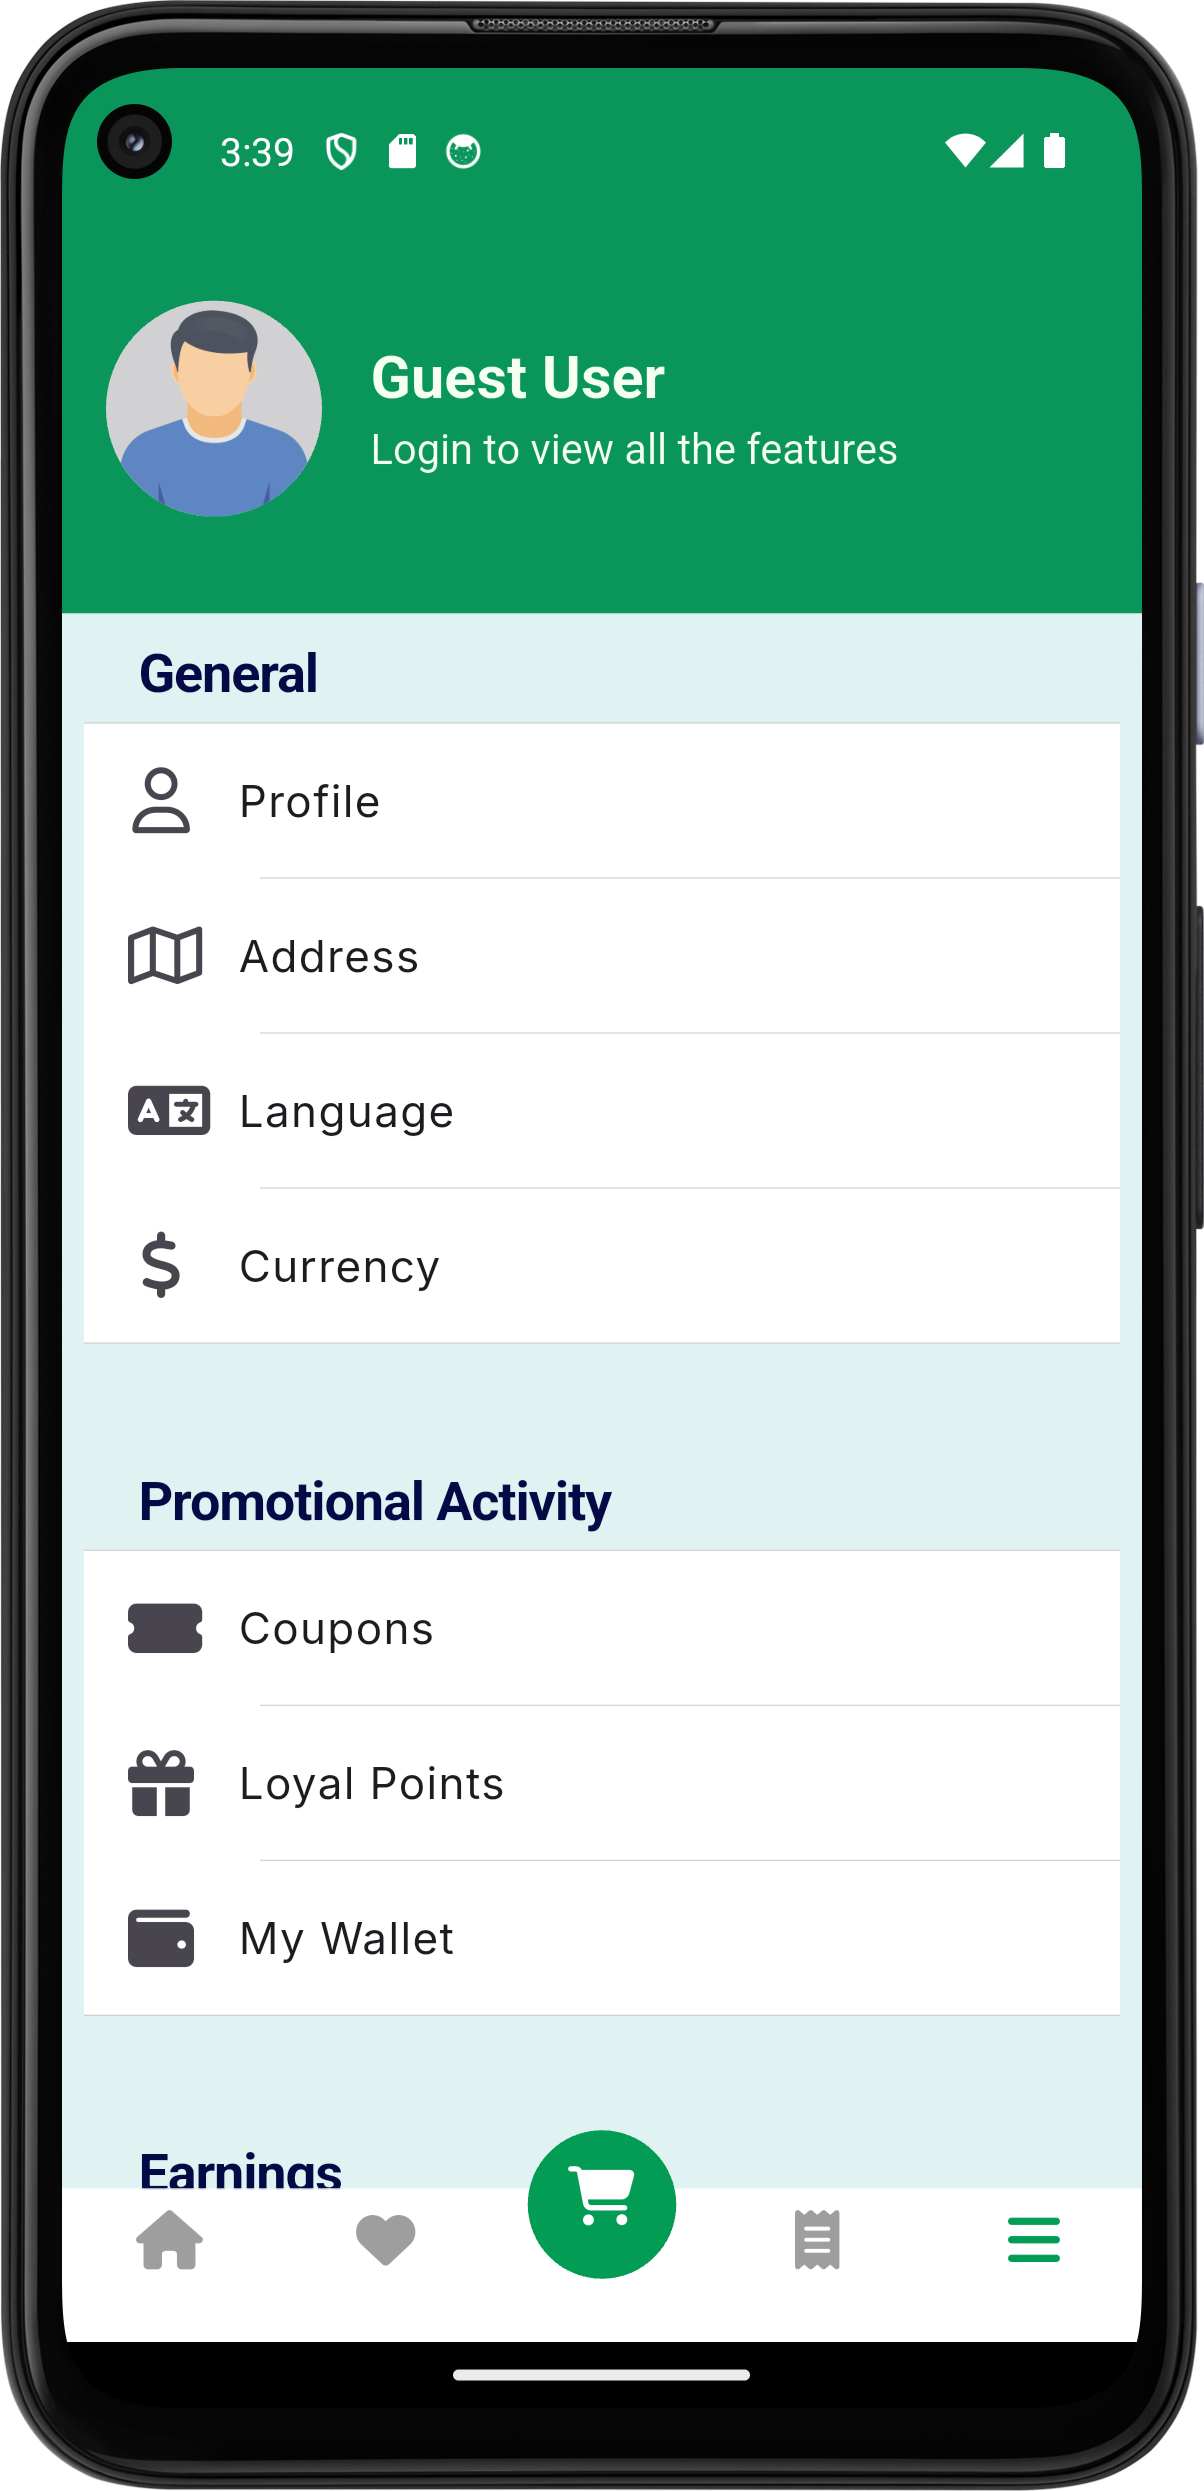 3:39
Guest User
Login to view all the features
General
Profile
Address
Language
Currency
Promotional Activity
Coupons
Loyal Points
My Wallet
Earnings